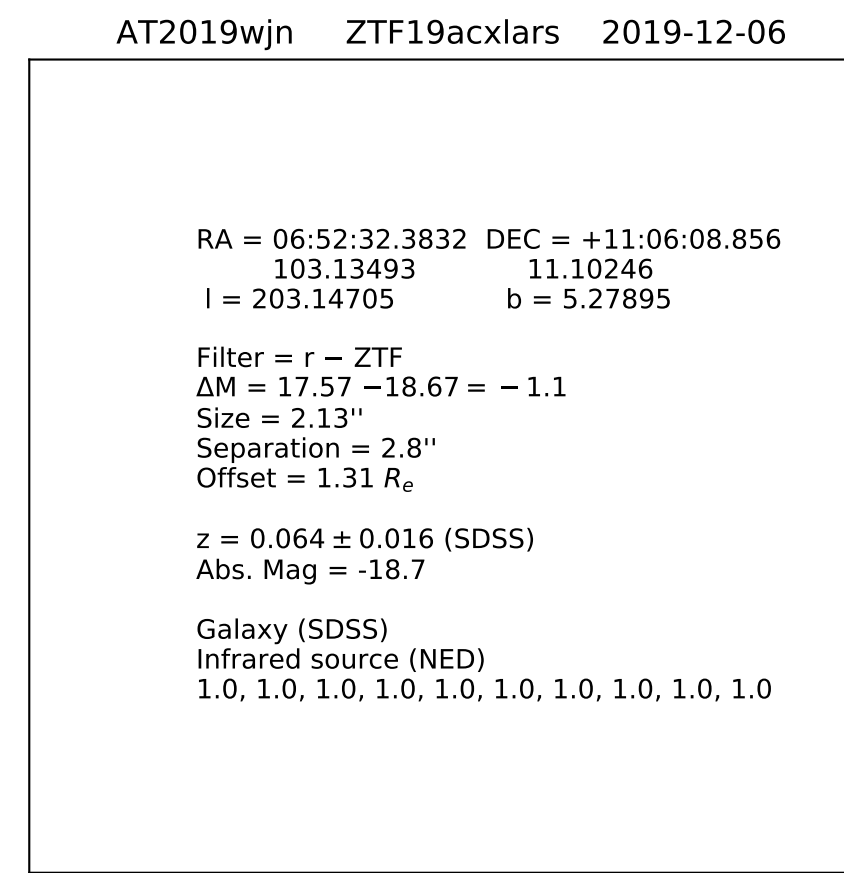 AT2019wjn ZTF19acxlars 2019-12-06
RA = 06:52:32.3832 DEC = +11:06:08.856
103.13493 11.10246
l = 203.14705 b = 5.27895
Filter = r − ZTF
ΔM = 17.57 −18.67 = − 1.1
Size = 2.13''
Separation = 2.8''
Offset = 1.31 Rₑ
z = 0.064 ± 0.016 (SDSS)
Abs. Mag = -18.7
Galaxy (SDSS)
Infrared source (NED)
1.0, 1.0, 1.0, 1.0, 1.0, 1.0, 1.0, 1.0, 1.0, 1.0